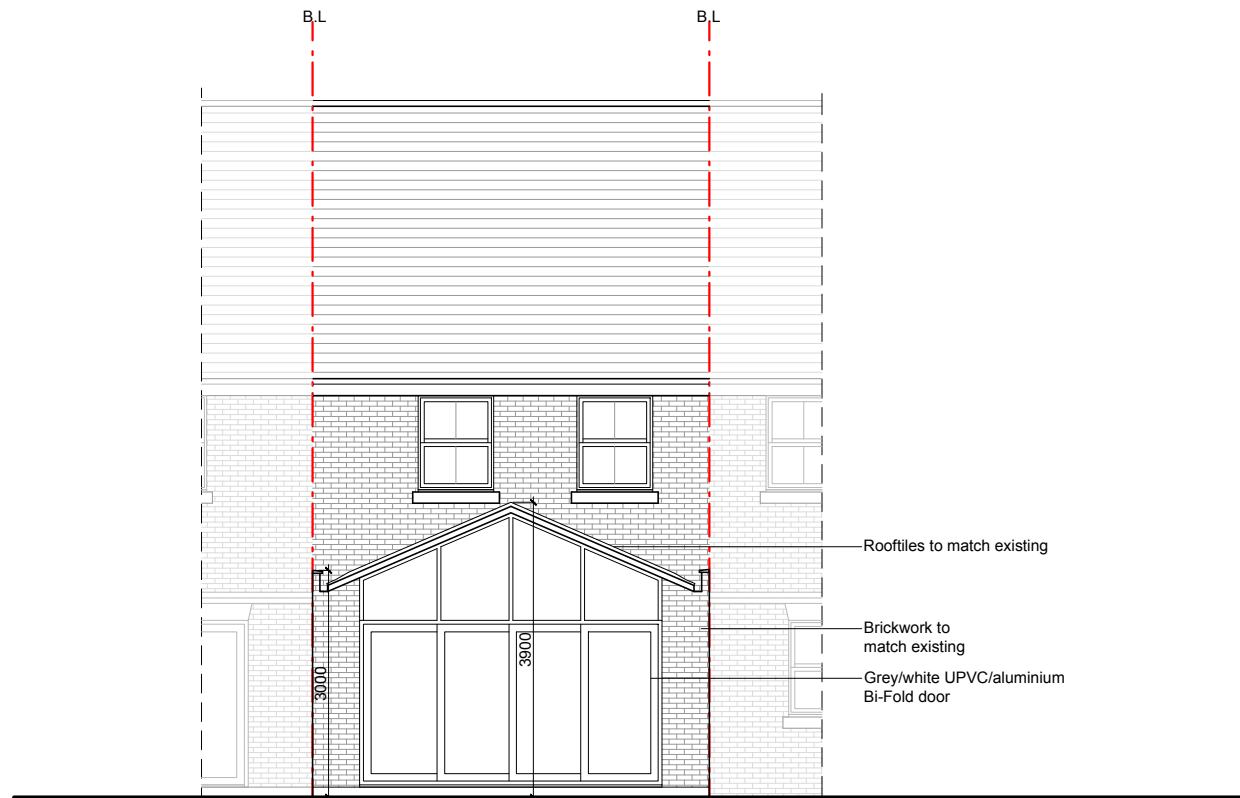 B.L
B.L
Rooftiles to match existing
Brickwork to
match existing
3900
3000
Grey/white UPVC/aluminium
Bi-Fold door